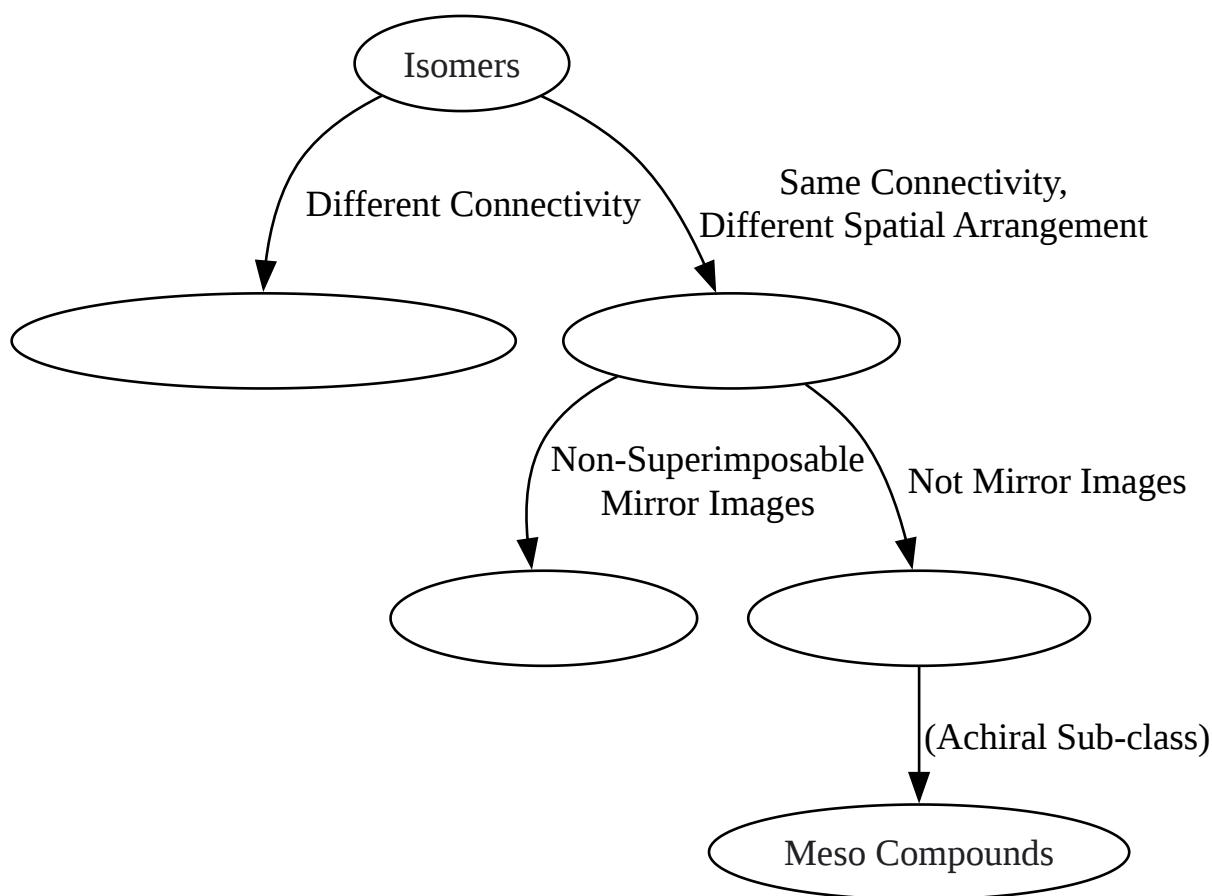 Isomers
Different Connectivity
Same Connectivity,
Different Spatial Arrangement
Non-Superimposable
Mirror Images
Not Mirror Images
(Achiral Sub-class)
Meso Compounds